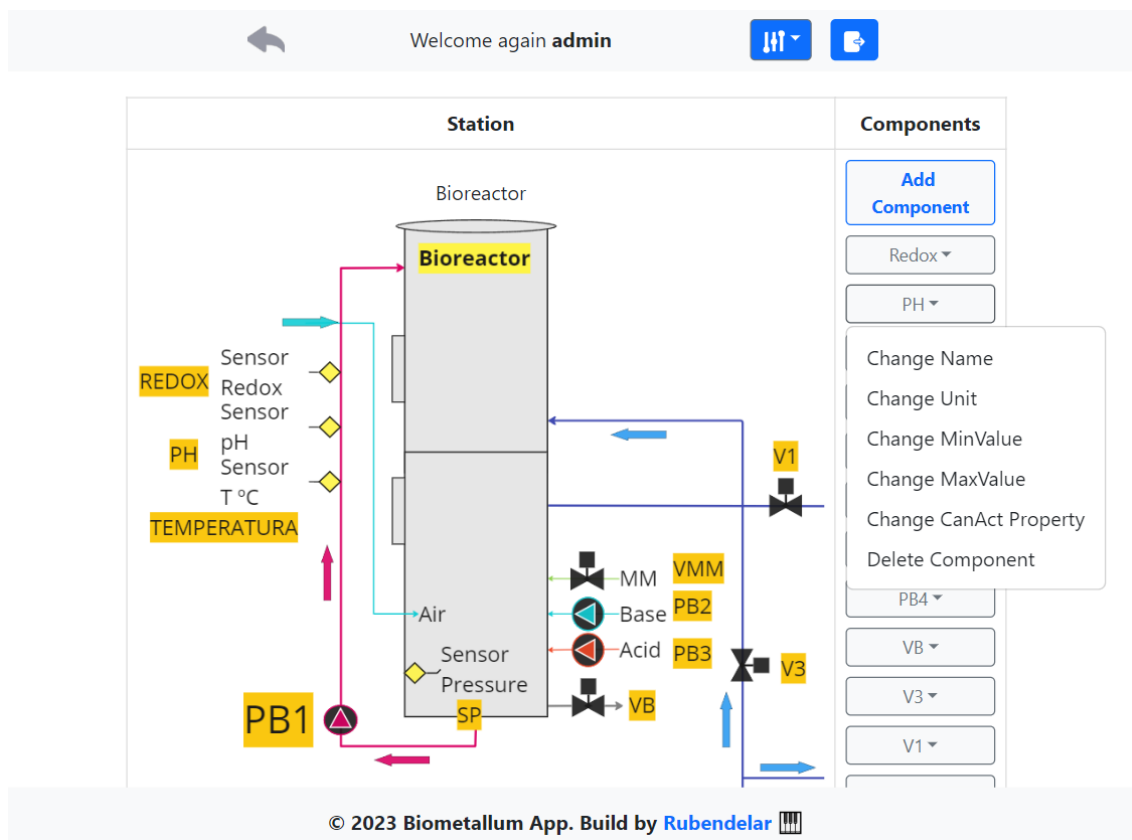 Welcome again admin
Station
Components
Bioreactor
Add
Component
Bioreactor
Redox
PH
Sensor
Redox
REDOX
Sensor
pH
PH
Sensor
T ºC
TEMPERATURA
V1
Change Name
Change Unit
Change MinValue
Change MaxValue
Change CanAct Property
Delete Component
MM
VMM
Air
Base
PB2
Acid
PB3
Sensor
Pressure
SP
VB
V3
PB1
PB4
VB
V3
V1
© 2023 Biometallum App. Build by Rubendelar